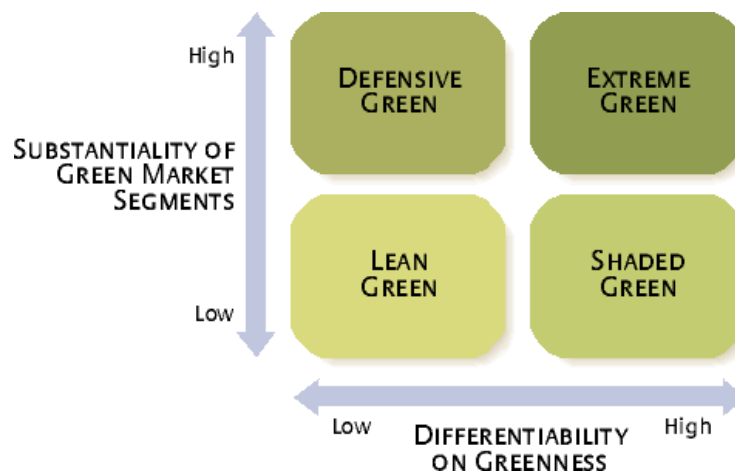 High
DEFENSIVE
GREEN
EXTREME
GREEN
SUBSTANTIALITY OF
GREEN MARKET
SEGMENTS
LEAN
GREEN
SHADED
GREEN
Low
Low
High
DIFFERENTIABILITY
ON GREENNESS